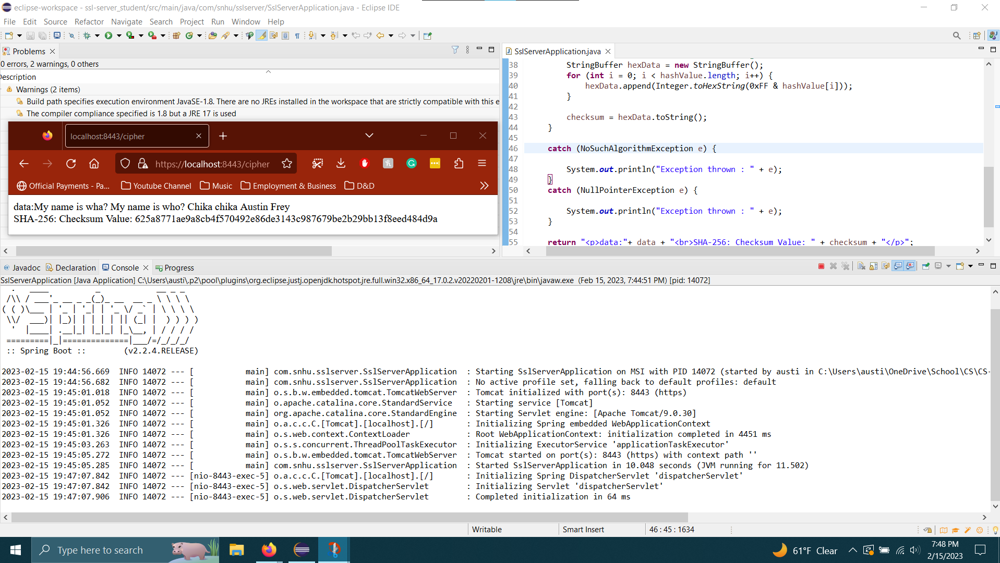 eclipse-workspace - ssl-server_student/src/main/java/com/snhu/sslserver/SslServerApplication.java - Eclipse IDE
File Edit Source Refactor Navigate Search Project Run Window Help
Problems
0 errors, 2 warnings, 0 others
Description
Warnings (2 items)
Build path specifies execution environment JavaSE-1.8. There are no JREs installed in the workspace that are strictly compatible with this e
The compiler compliance specified is 1.8 but a JRE 17 is used
localhost:8443/cipher
https://localhost:8443/cipher
Official Payments - Pa... Youtube Channel Music Employment & Business D&D
data:My name is wha? My name is who? Chika chika Austin Frey
SHA-256: Checksum Value: 625a8771ae9a8cb4f570492e86de3143c987679be2b29bb13f8eed484d9a
SslServerApplication.java
38 StringBuffer hexData = new StringBuffer();
39 for (int i = 0; i < hashValue.length; i++) {
40 hexData.append(Integer.toHexString(0xFF & hashValue[i]));
41 }
42
43 checksum = hexData.toString();
44 }
45
46 catch (NoSuchAlgorithmException e) {
47
48 System.out.println("Exception thrown : " + e);
49 }
50 catch (NullPointerException e) {
51
52 System.out.println("Exception thrown : " + e);
53 }
54
55 return "<p>data:"+ data + "<br>SHA-256: Checksum Value: " + checksum + "</p>";
Javadoc Declaration Console Progress
SslServerApplication [Java Application] C:\Users\austi\.p2\pool\plugins\org.eclipse.justj.openjdk.hotspot.jre.full.win32.x86_64_17.0.2.v20220201-1208\jre\bin\javaw.exe (Feb 15, 2023, 7:44:51 PM) [pid: 14072]
  .   ____          _            __ _ _
 /\\ / ___'_ __ _ _(_)_ __  __ _ \ \ \ \
( ( )\___ | '_ | '_| | '_ \/ _` | \ \ \ \
 \\/  ___)| |_)| | | | | || (_| |  ) ) ) )
  '  |____| .__|_| |_|_| |_\__, | / / / /
 =========|_|==============|___/=/_/_/_/
 :: Spring Boot ::        (v2.2.4.RELEASE)
2023-02-15 19:44:56.669  INFO 14072 --- [           main] com.snhu.sslserver.SslServerApplication  : Starting SslServerApplication on MSI with PID 14072 (started by austi in C:\Users\austi\OneDrive\School\CS\CS-
2023-02-15 19:44:56.682  INFO 14072 --- [           main] com.snhu.sslserver.SslServerApplication  : No active profile set, falling back to default profiles: default
2023-02-15 19:45:01.018  INFO 14072 --- [           main] o.s.b.w.embedded.tomcat.TomcatWebServer  : Tomcat initialized with port(s): 8443 (https)
2023-02-15 19:45:01.052  INFO 14072 --- [           main] o.apache.catalina.core.StandardService   : Starting service [Tomcat]
2023-02-15 19:45:01.052  INFO 14072 --- [           main] org.apache.catalina.core.StandardEngine  : Starting Servlet engine: [Apache Tomcat/9.0.30]
2023-02-15 19:45:01.326  INFO 14072 --- [           main] o.a.c.c.C.[Tomcat].[localhost].[/]       : Initializing Spring embedded WebApplicationContext
2023-02-15 19:45:01.326  INFO 14072 --- [           main] o.s.web.context.ContextLoader            : Root WebApplicationContext: initialization completed in 4451 ms
2023-02-15 19:45:03.263  INFO 14072 --- [           main] o.s.s.concurrent.ThreadPoolTaskExecutor  : Initializing ExecutorService 'applicationTaskExecutor'
2023-02-15 19:45:05.272  INFO 14072 --- [           main] o.s.b.w.embedded.tomcat.TomcatWebServer  : Tomcat started on port(s): 8443 (https) with context path ''
2023-02-15 19:45:05.285  INFO 14072 --- [           main] com.snhu.sslserver.SslServerApplication  : Started SslServerApplication in 10.048 seconds (JVM running for 11.502)
2023-02-15 19:47:07.842  INFO 14072 --- [nio-8443-exec-5] o.a.c.c.C.[Tomcat].[localhost].[/]       : Initializing Spring DispatcherServlet 'dispatcherServlet'
2023-02-15 19:47:07.842  INFO 14072 --- [nio-8443-exec-5] o.s.web.servlet.DispatcherServlet        : Initializing Servlet 'dispatcherServlet'
2023-02-15 19:47:07.906  INFO 14072 --- [nio-8443-exec-5] o.s.web.servlet.DispatcherServlet        : Completed initialization in 64 ms
Writable Smart Insert 46 : 45 : 1634
Type here to search
61°F Clear
7:48 PM
2/15/2023